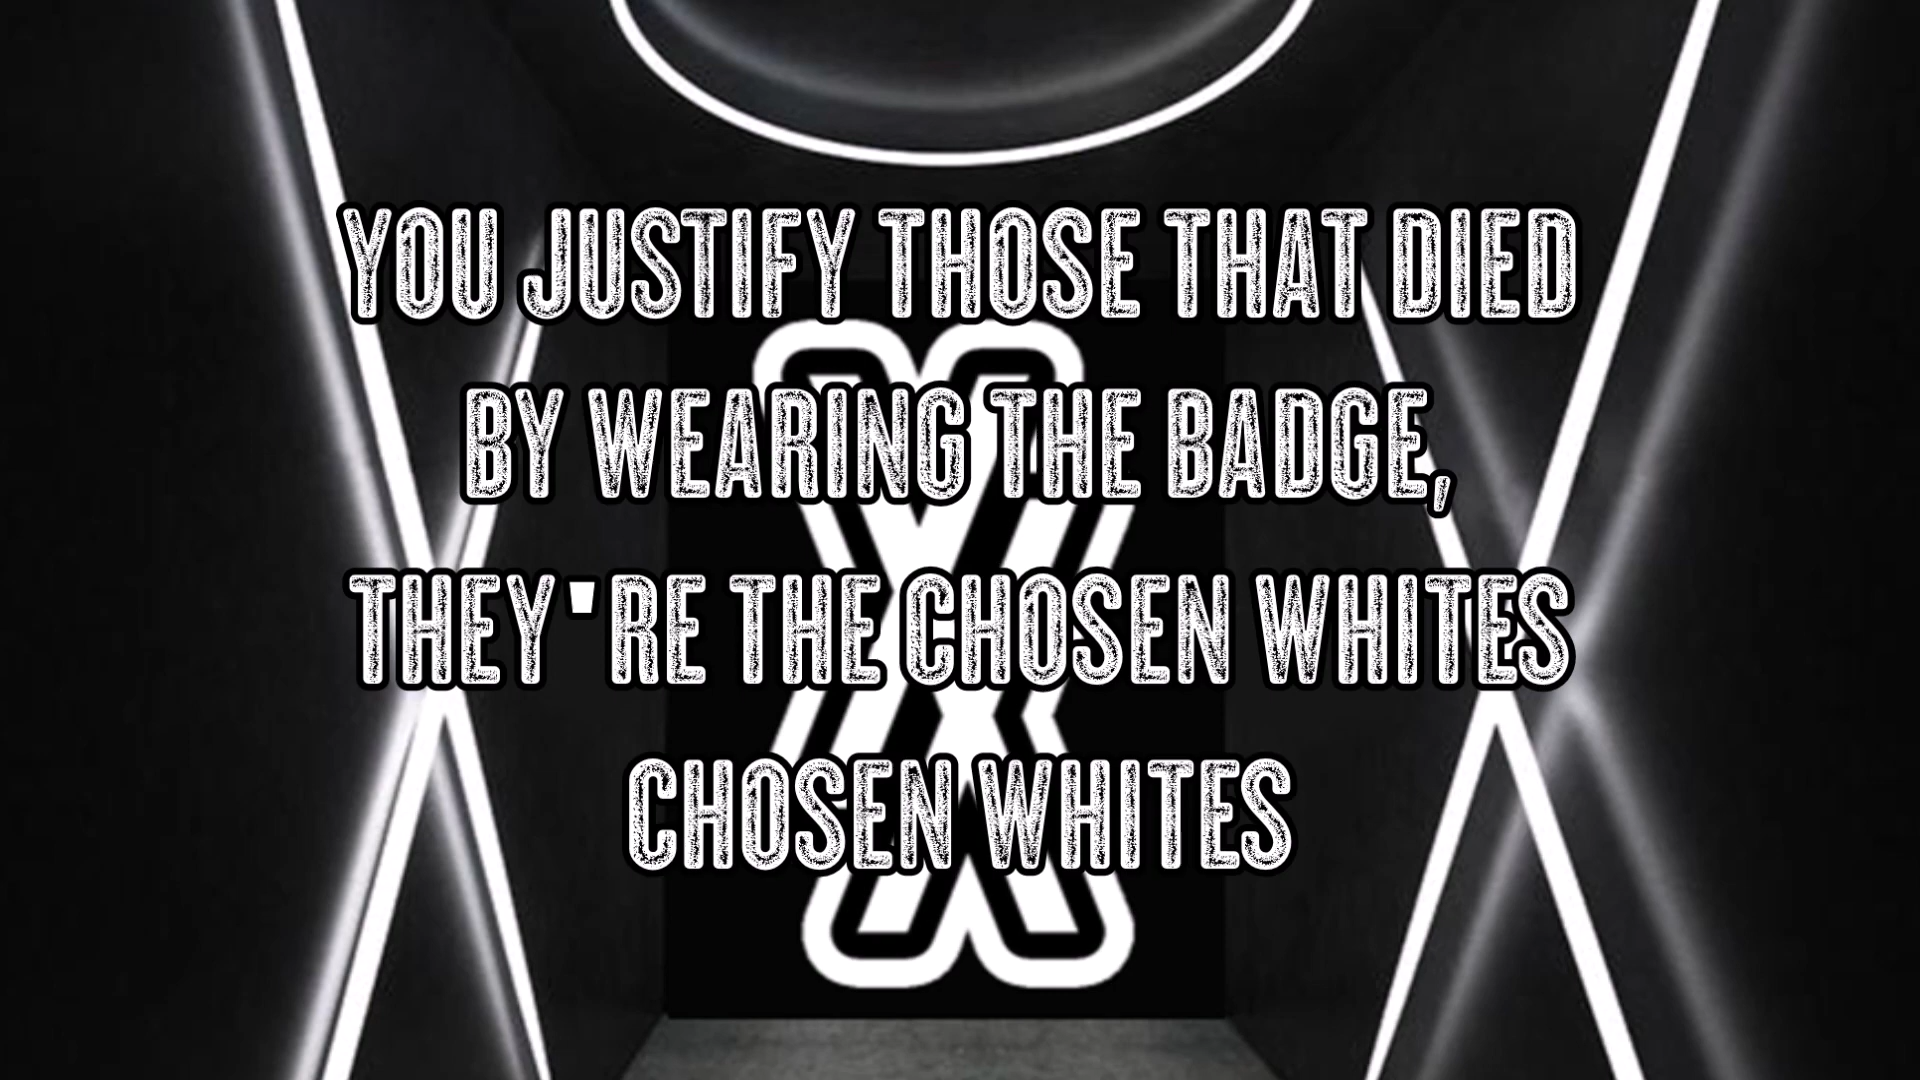 YOU JUSTIFY THOSE THAT DIED
BY WEARING THE BADGE,
THEY'RE THE CHOSEN WHITES
CHOSEN WHITES